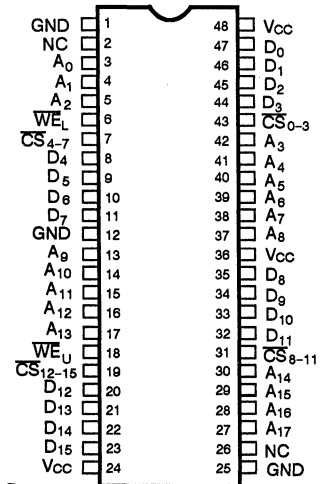 GND 1 48 VCC
NC 2 47 D0
A0 3 46 D1
A1 4 45 D2
A2 5 44 D3
WEL 6 43 CS0-3
CS4-7 7 42 A3
D4 8 41 A4
D5 9 40 A5
D6 10 39 A6
D7 11 38 A7
GND 12 37 A8
A9 13 36 VCC
A10 14 35 D8
A11 15 34 D9
A12 16 33 D10
A13 17 32 D11
WEU 18 31 CS8-11
CS12-15 19 30 A14
D12 20 29 A15
D13 21 28 A16
D14 22 27 A17
D15 23 26 NC
VCC 24 25 GND